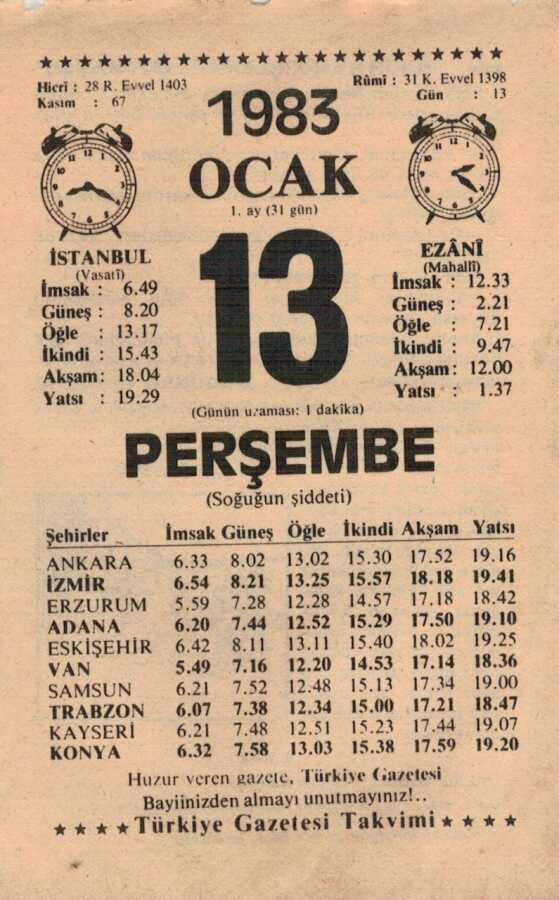 ★ ★ ★ ★ ★ ★ ★ ★ ★ ★ ★ ★ ★ ★ ★ ★ ★ ★ ★ ★ ★
Hicrî : 28 R. Evvel 1403
Kasım : 67
1983
Rûmî : 31 K. Evvel 1398
Gün : 13
OCAK
1. ay (31 gün)
13
İSTANBUL
(Vasatî)
İmsak : 6.49
Güneş : 8.20
Öğle : 13.17
İkindi : 15.43
Akşam : 18.04
Yatsı : 19.29
EZÂNÎ
(Mahallî)
İmsak : 12.33
Güneş : 2.21
Öğle : 7.21
İkindi : 9.47
Akşam : 12.00
Yatsı : 1.37
(Günün uzaması: 1 dakîka)
PERŞEMBE
(Soğuğun şiddeti)
Şehirler İmsak Güneş Öğle İkindi Akşam Yatsı
ANKARA 6.33 8.02 13.02 15.30 17.52 19.16
İZMİR 6.54 8.21 13.25 15.57 18.18 19.41
ERZURUM 5.59 7.28 12.28 14.57 17.18 18.42
ADANA 6.20 7.44 12.52 15.29 17.50 19.10
ESKİŞEHİR 6.42 8.11 13.11 15.40 18.02 19.25
VAN 5.49 7.16 12.20 14.53 17.14 18.36
SAMSUN 6.21 7.52 12.48 15.13 17.34 19.00
TRABZON 6.07 7.38 12.34 15.00 17.21 18.47
KAYSERİ 6.21 7.48 12.51 15.23 17.44 19.07
KONYA 6.32 7.58 13.03 15.38 17.59 19.20
Huzur veren gazete, Türkiye Gazetesi
Bayiinizden almayı unutmayınız!..
★ ★ ★ ★ Türkiye Gazetesi Takvimi ★ ★ ★ ★